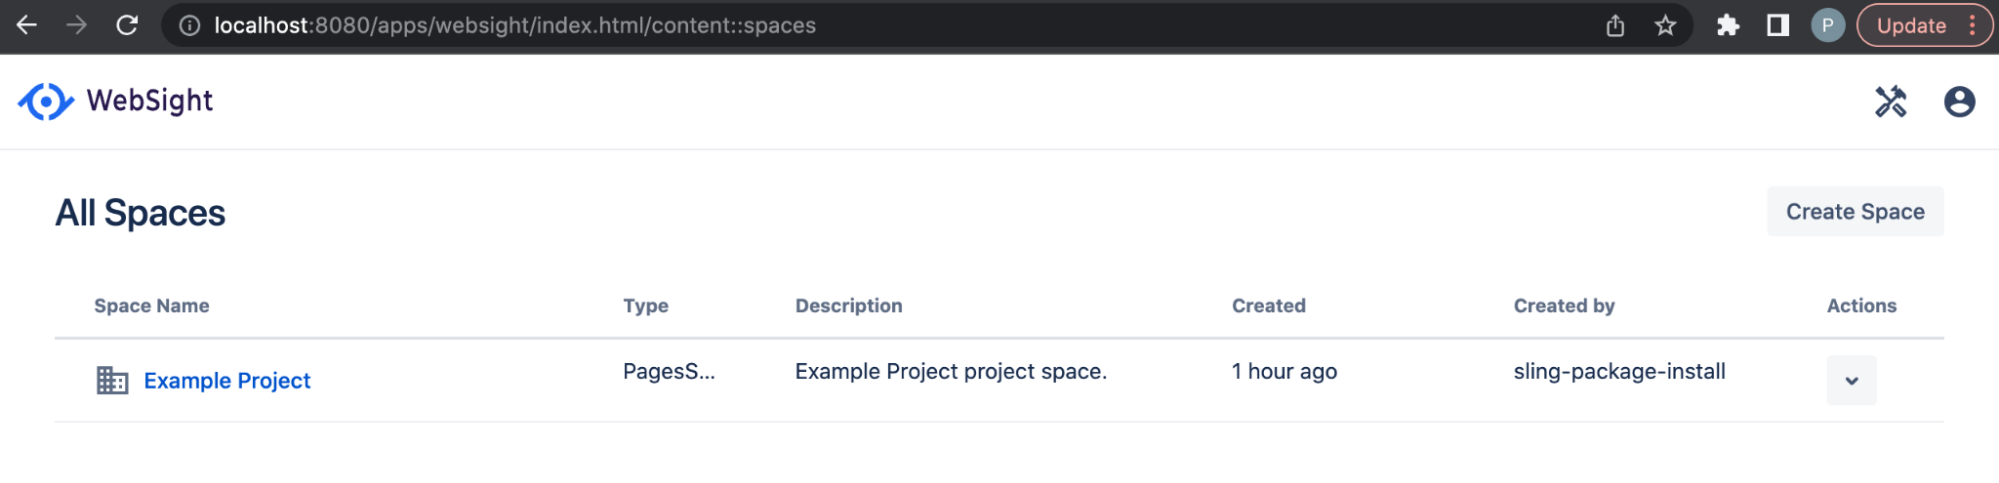 localhost:8080/apps/websight/index.html/content::spaces
P
Update
WebSight
All Spaces
Create Space
Space Name Type Description Created Created by Actions
Example Project PagesS... Example Project project space. 1 hour ago sling-package-install